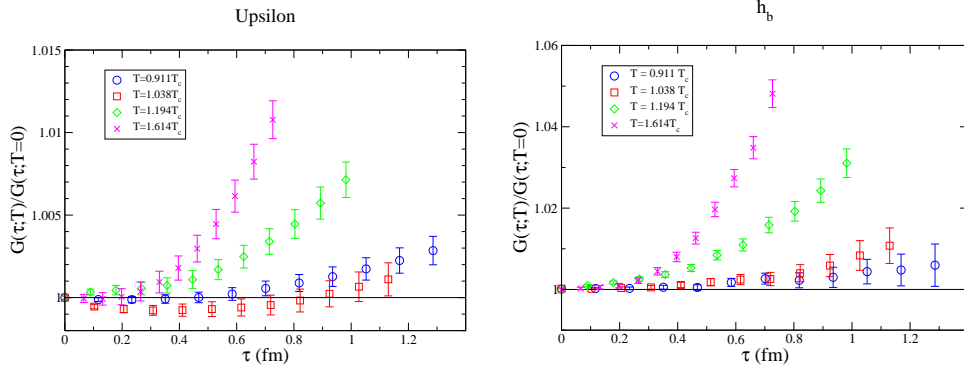 Upsilon
1.015
1.01
1.005
1
G(τ;T)/G(τ;T=0)
T=0.911T_c
T=1.038T_c
T=1.194T_c
T=1.614T_c
0 0.2 0.4 0.6 0.8 1 1.2
τ (fm)
h_b
1.06
1.04
1.02
1
G(τ;T)/G(τ;T=0)
T = 0.911 T_c
T = 1.038 T_c
T = 1.194 T_c
T=1.614T_c
0 0.2 0.4 0.6 0.8 1 1.2
τ (fm)